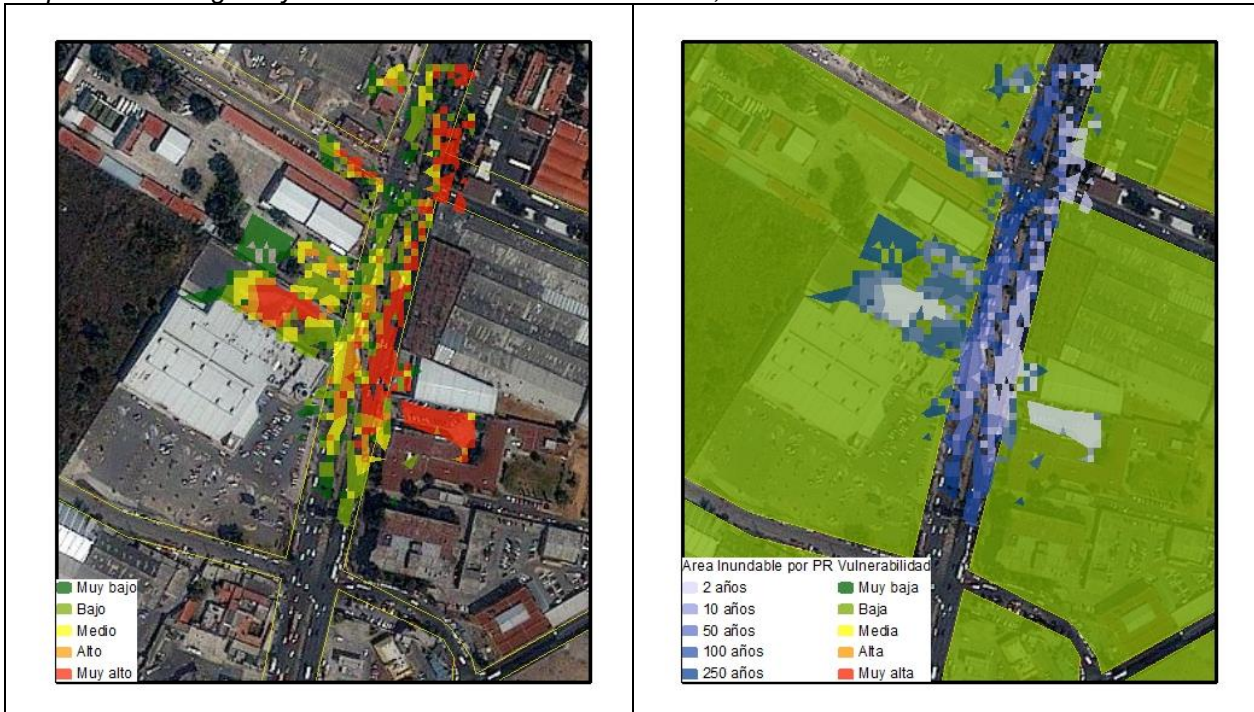 Muy bajo
Bajo
Medio
Alto
Muy alto
Area Inundable por PR Vulnerabilidad
2 años Muy baja
10 años Baja
50 años Media
100 años Alta
250 años Muy alta